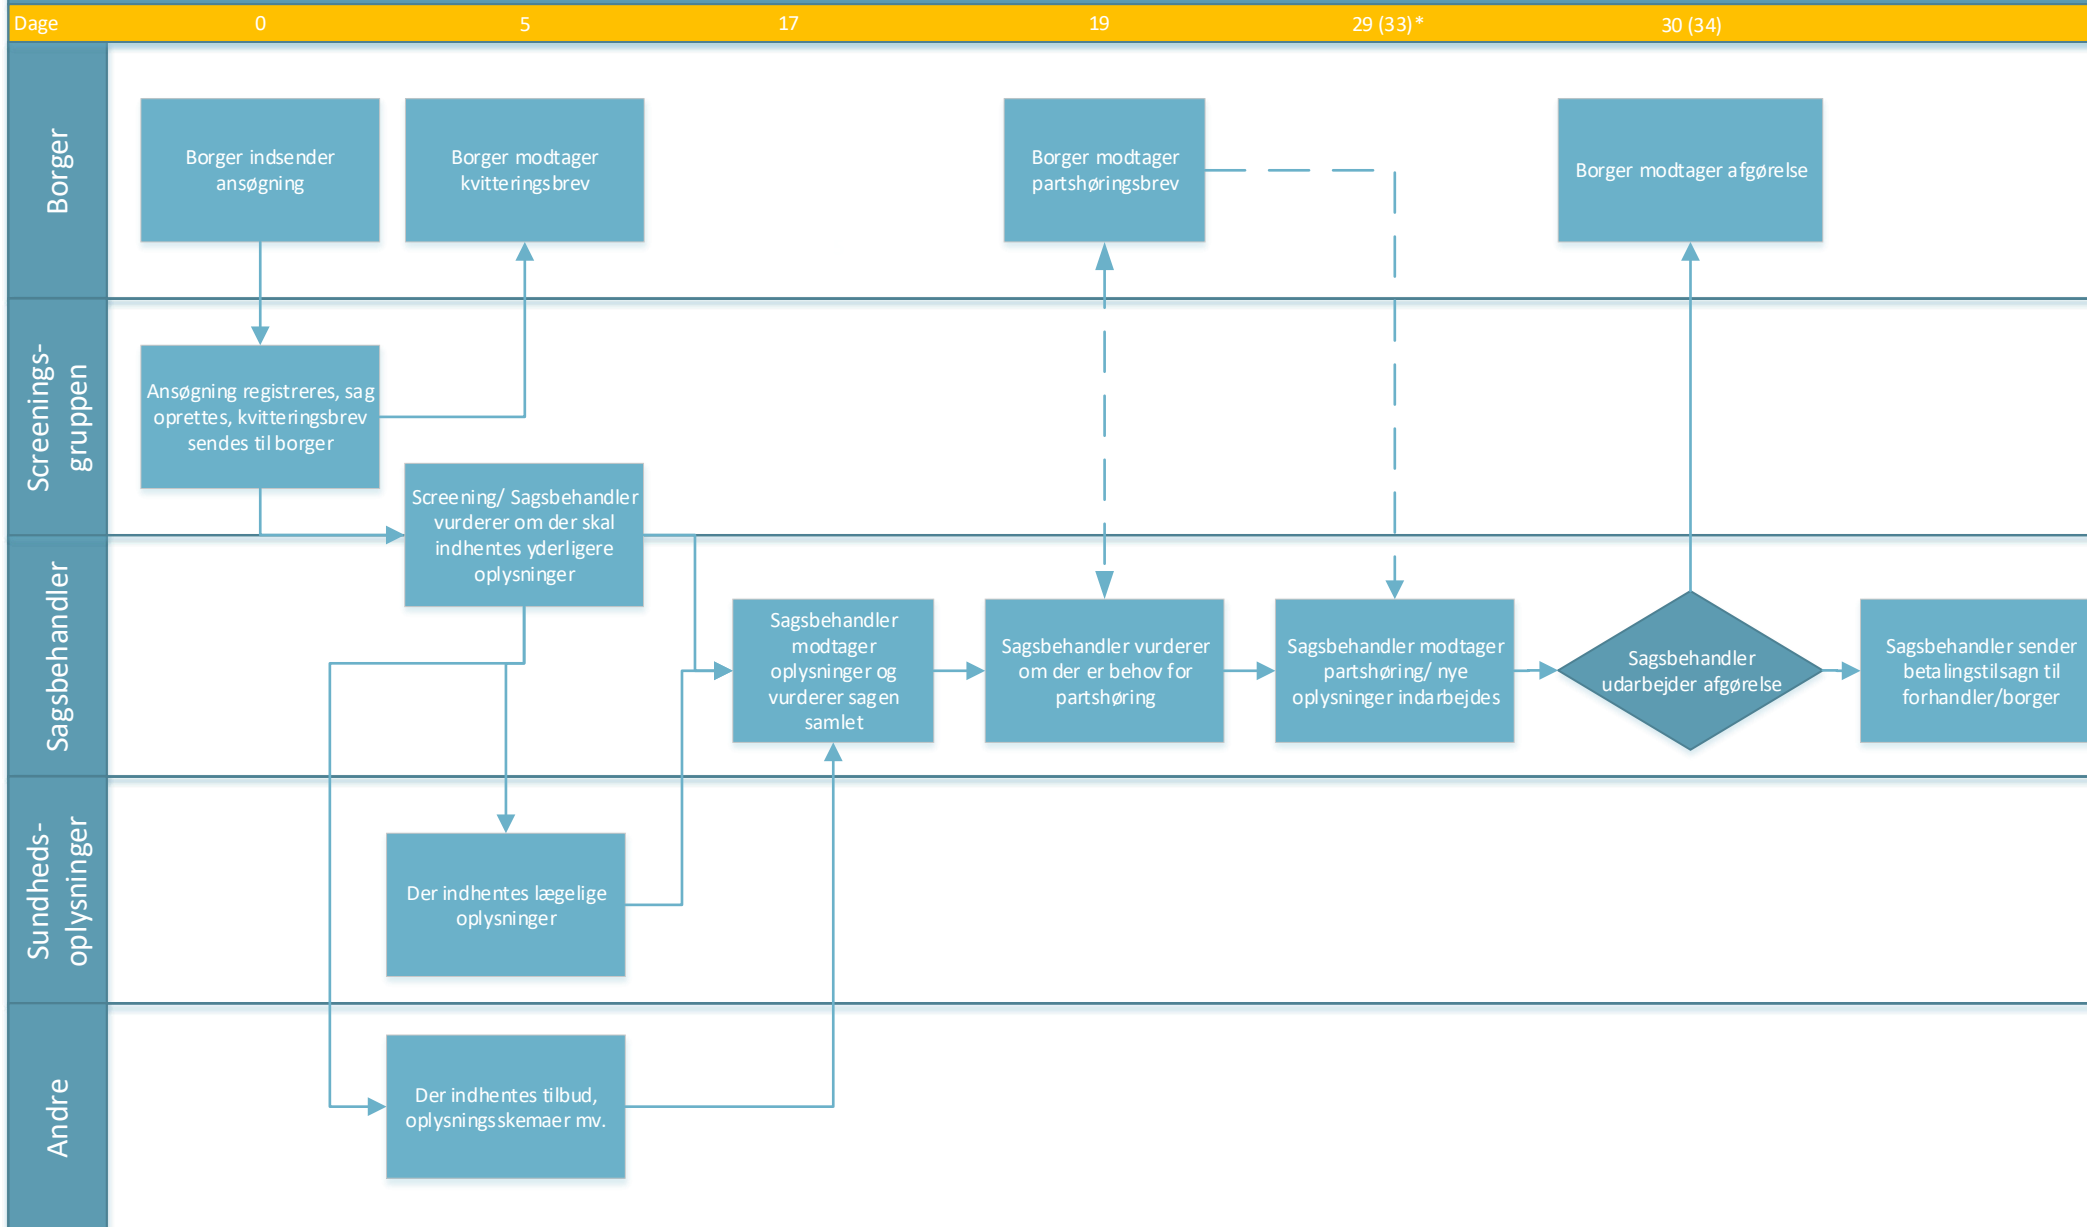 Dage 0 5 17 19 29 (33)* 30 (34)
Borger
Borger indsender
ansøgning
Borger modtager
kvitteringsbrev
Borger modtager
partshøringsbrev
Borger modtager afgørelse
Screenings-
gruppen
Ansøgning registreres, sag
oprettes, kvitteringsbrev
sendes til borger
Screening/ Sagsbehandler
vurderer om der skal
indhentes yderligere
oplysninger
Sagsbehandler
Sagsbehandler
modtager
oplysninger og
vurderer sagen
samlet
Sagsbehandler vurderer
om der er behov for
partshøring
Sagsbehandler modtager
partshøring/ nye
oplysninger indarbejdes
Sagsbehandler
udarbejder afgørelse
Sagsbehandler sender
betalingstilsagn til
forhandler/borger
Sundheds-
oplysninger
Der indhentes lægelige
oplysninger
Andre
Der indhentes tilbud,
oplysningsskemaer mv.